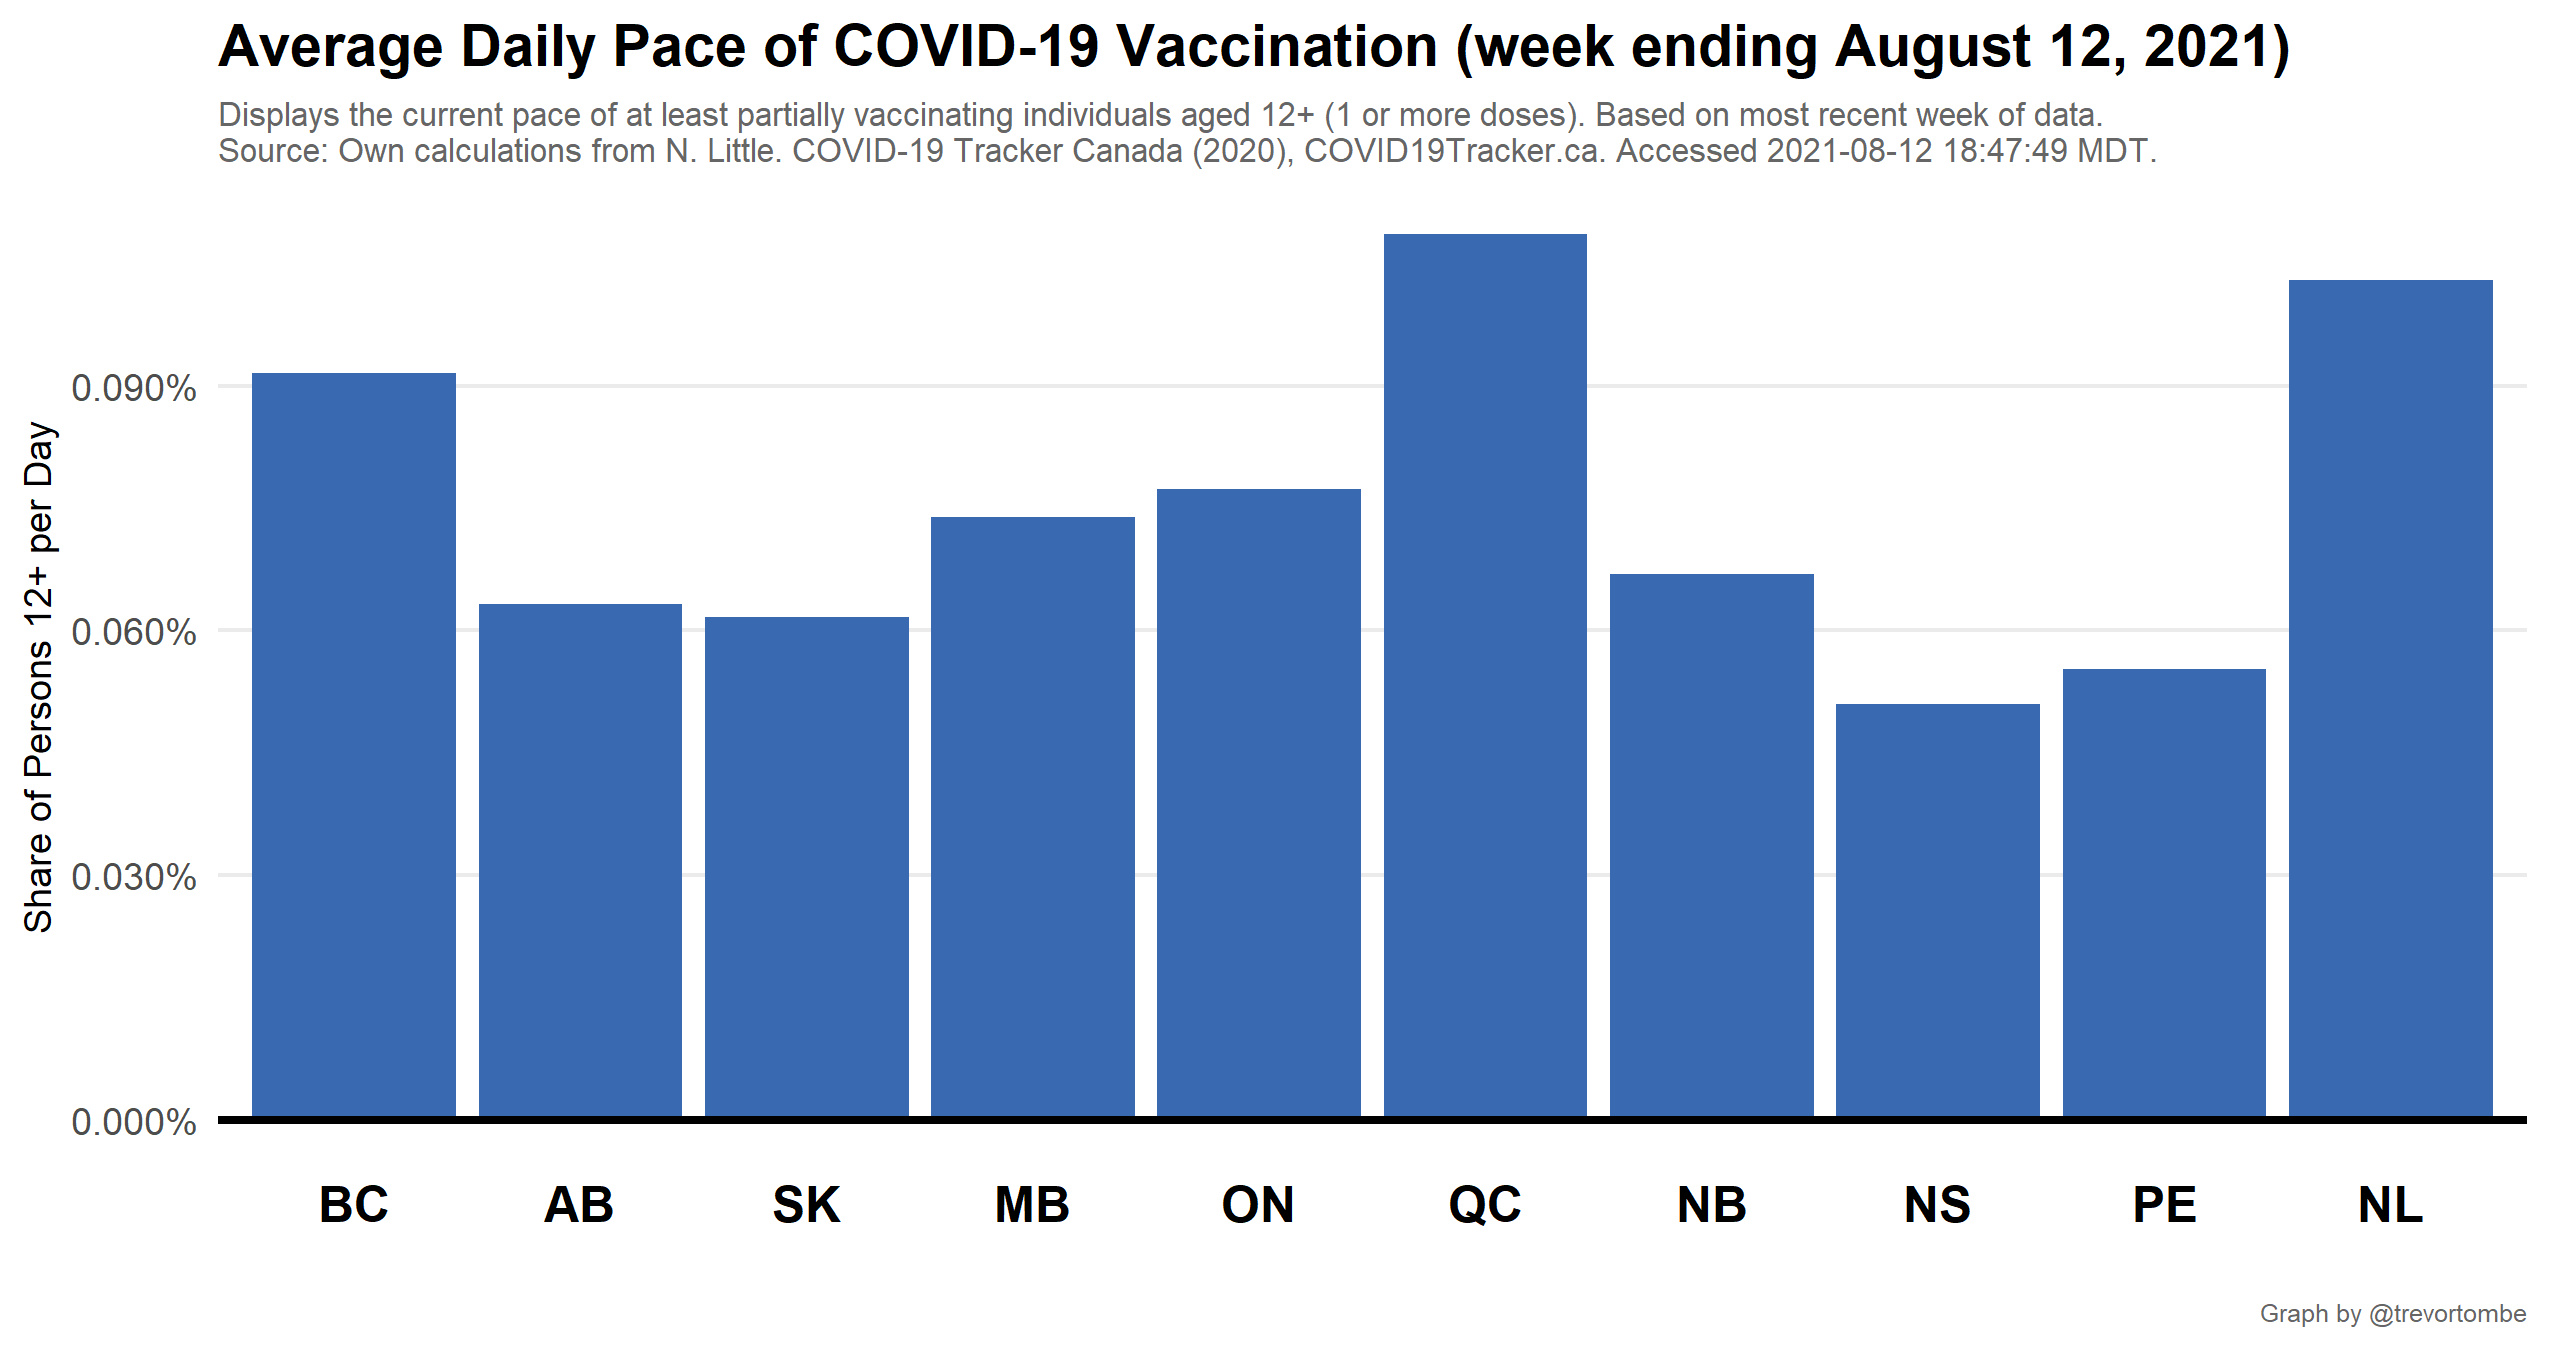 Average Daily Pace of COVID-19 Vaccination (week ending August 12, 2021)
Displays the current pace of at least partially vaccinating individuals aged 12+ (1 or more doses). Based on most recent week of data.
Source: Own calculations from N. Little. COVID-19 Tracker Canada (2020), COVID19Tracker.ca. Accessed 2021-08-12 18:47:49 MDT.
Share of Persons 12+ per Day
0.090%
0.060%
0.030%
0.000%
BC AB SK MB ON QC NB NS PE NL
Graph by @trevortombe